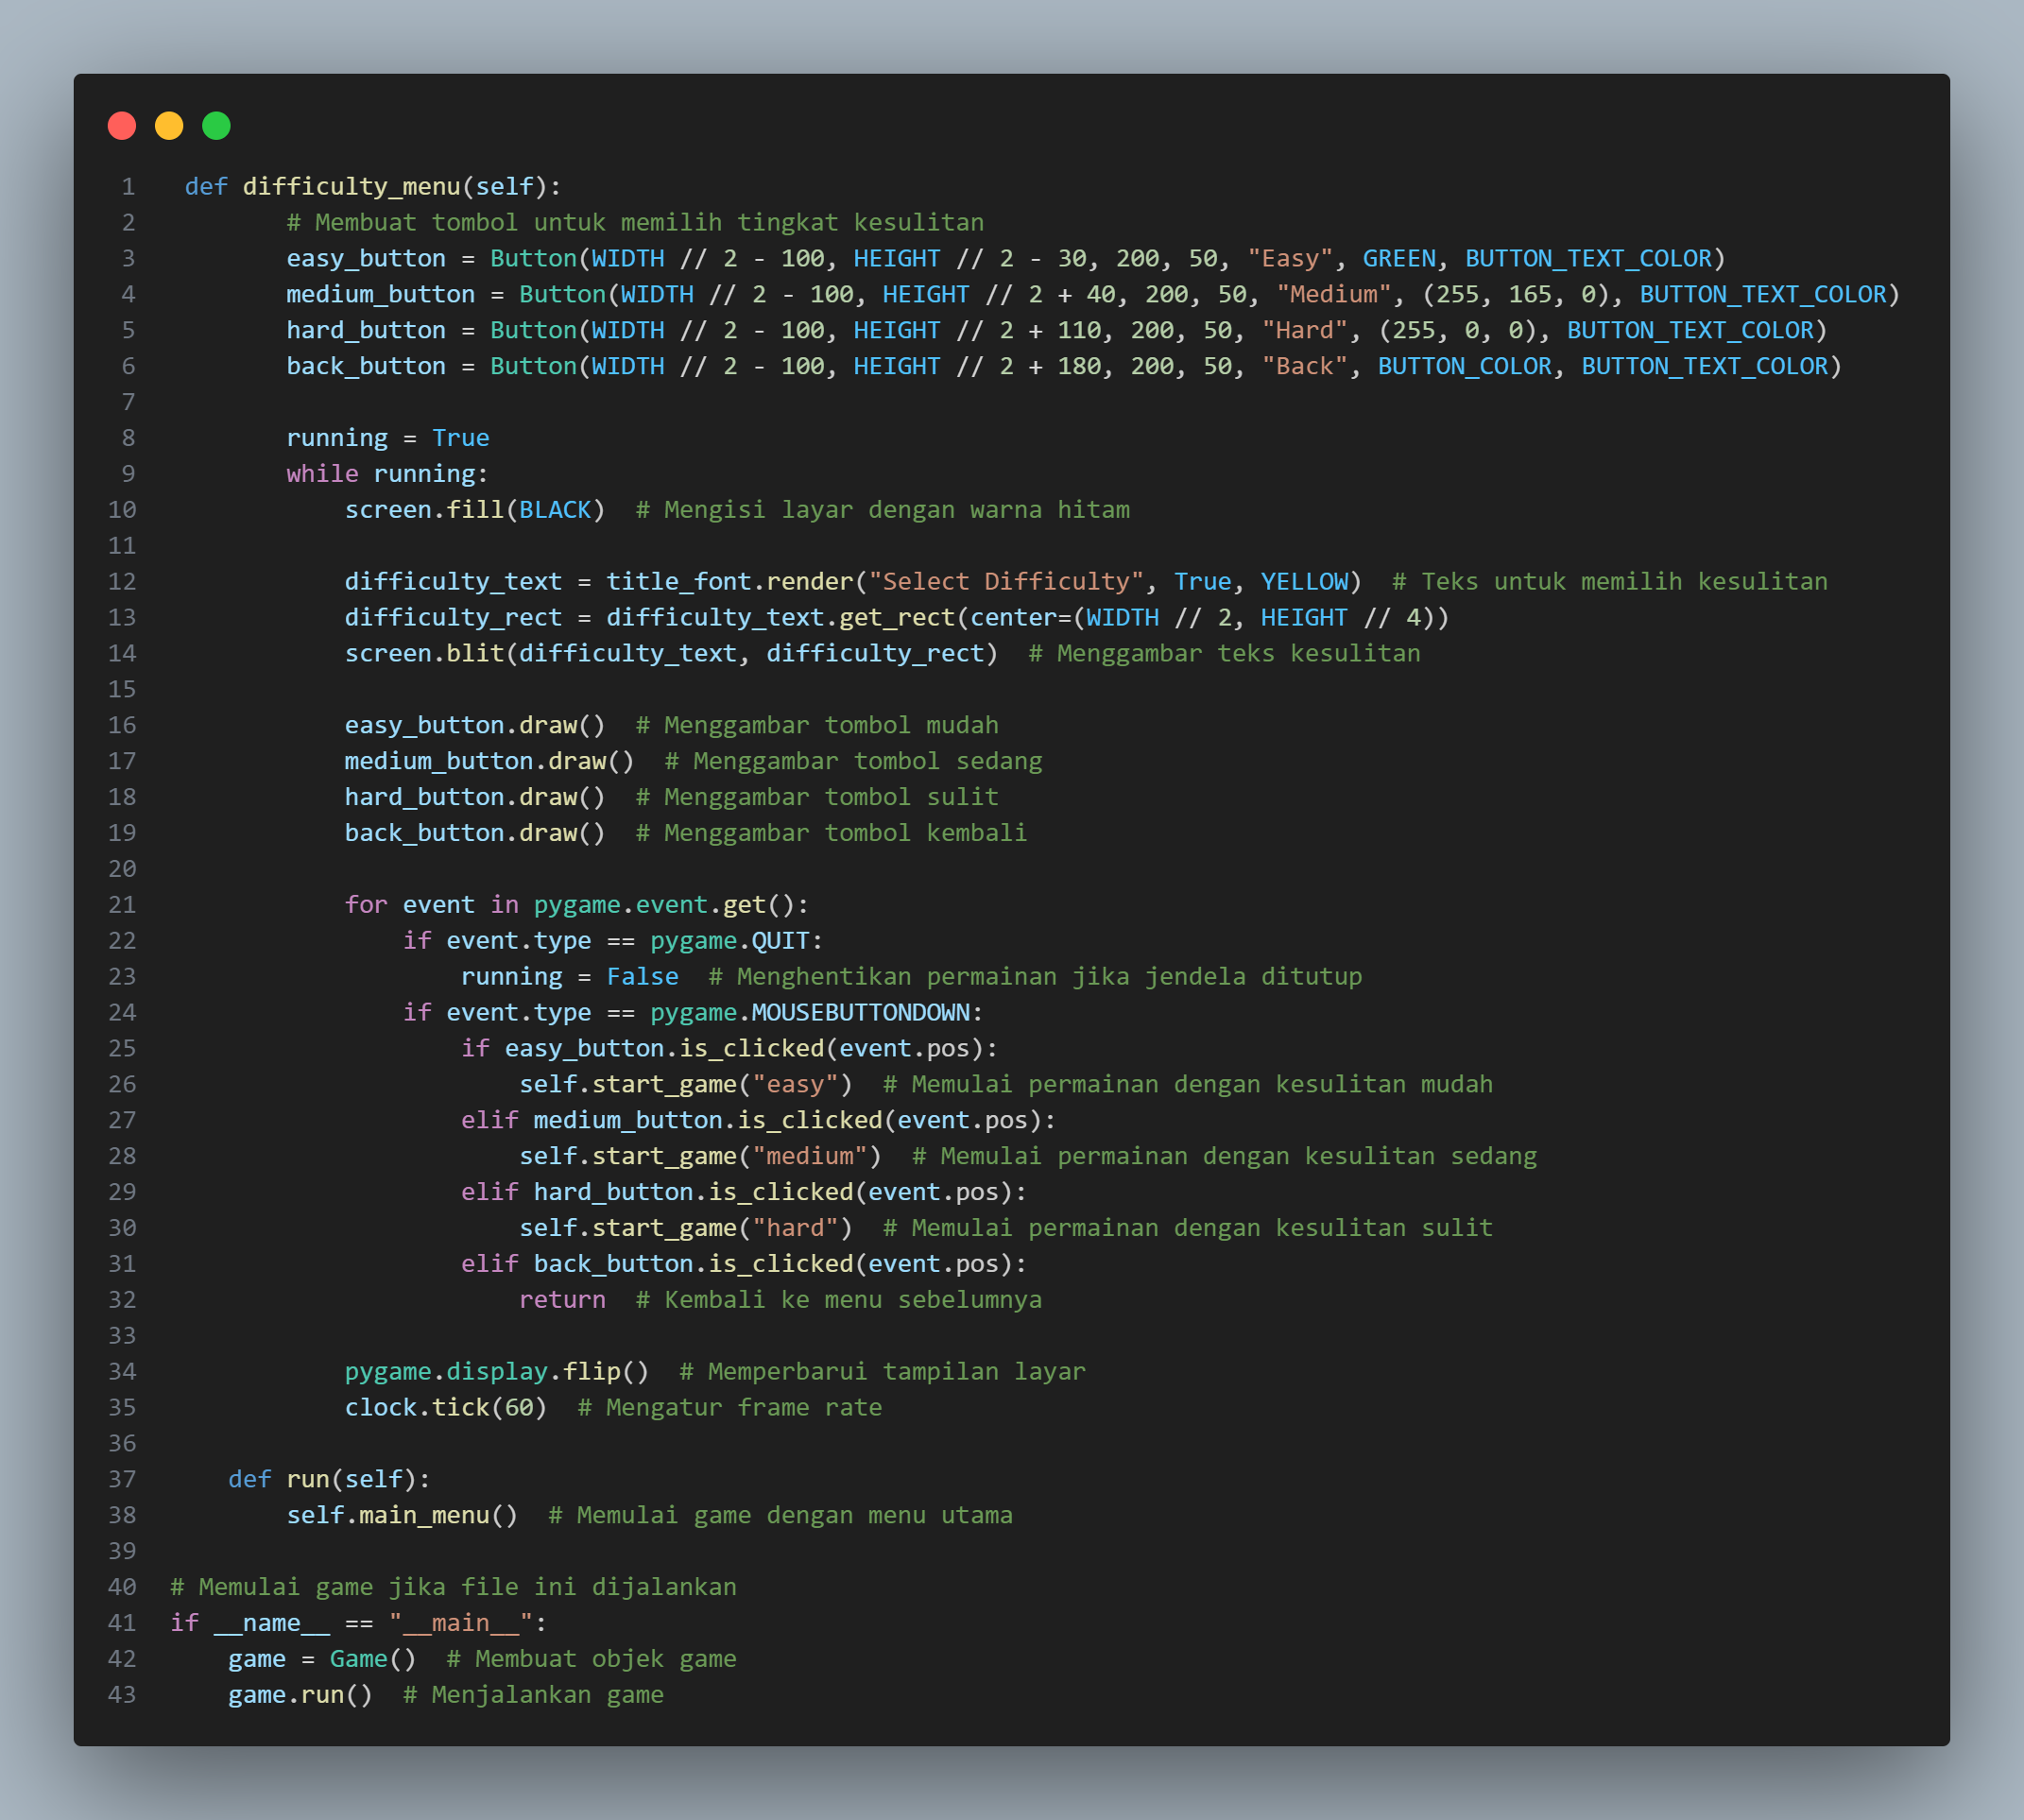 1 def difficulty_menu(self):
2 # Membuat tombol untuk memilih tingkat kesulitan
3 easy_button = Button(WIDTH // 2 - 100, HEIGHT // 2 - 30, 200, 50, "Easy", GREEN, BUTTON_TEXT_COLOR)
4 medium_button = Button(WIDTH // 2 - 100, HEIGHT // 2 + 40, 200, 50, "Medium", (255, 165, 0), BUTTON_TEXT_COLOR)
5 hard_button = Button(WIDTH // 2 - 100, HEIGHT // 2 + 110, 200, 50, "Hard", (255, 0, 0), BUTTON_TEXT_COLOR)
6 back_button = Button(WIDTH // 2 - 100, HEIGHT // 2 + 180, 200, 50, "Back", BUTTON_COLOR, BUTTON_TEXT_COLOR)
7
8 running = True
9 while running:
10 screen.fill(BLACK)  # Mengisi layar dengan warna hitam
11
12 difficulty_text = title_font.render("Select Difficulty", True, YELLOW)  # Teks untuk memilih kesulitan
13 difficulty_rect = difficulty_text.get_rect(center=(WIDTH // 2, HEIGHT // 4))
14 screen.blit(difficulty_text, difficulty_rect)  # Menggambar teks kesulitan
15
16 easy_button.draw()  # Menggambar tombol mudah
17 medium_button.draw()  # Menggambar tombol sedang
18 hard_button.draw()  # Menggambar tombol sulit
19 back_button.draw()  # Menggambar tombol kembali
20
21 for event in pygame.event.get():
22 if event.type == pygame.QUIT:
23 running = False  # Menghentikan permainan jika jendela ditutup
24 if event.type == pygame.MOUSEBUTTONDOWN:
25 if easy_button.is_clicked(event.pos):
26 self.start_game("easy")  # Memulai permainan dengan kesulitan mudah
27 elif medium_button.is_clicked(event.pos):
28 self.start_game("medium")  # Memulai permainan dengan kesulitan sedang
29 elif hard_button.is_clicked(event.pos):
30 self.start_game("hard")  # Memulai permainan dengan kesulitan sulit
31 elif back_button.is_clicked(event.pos):
32 return  # Kembali ke menu sebelumnya
33
34 pygame.display.flip()  # Memperbarui tampilan layar
35 clock.tick(60)  # Mengatur frame rate
36
37 def run(self):
38 self.main_menu()  # Memulai game dengan menu utama
39
40 # Memulai game jika file ini dijalankan
41 if __name__ == "__main__":
42 game = Game()  # Membuat objek game
43 game.run()  # Menjalankan game